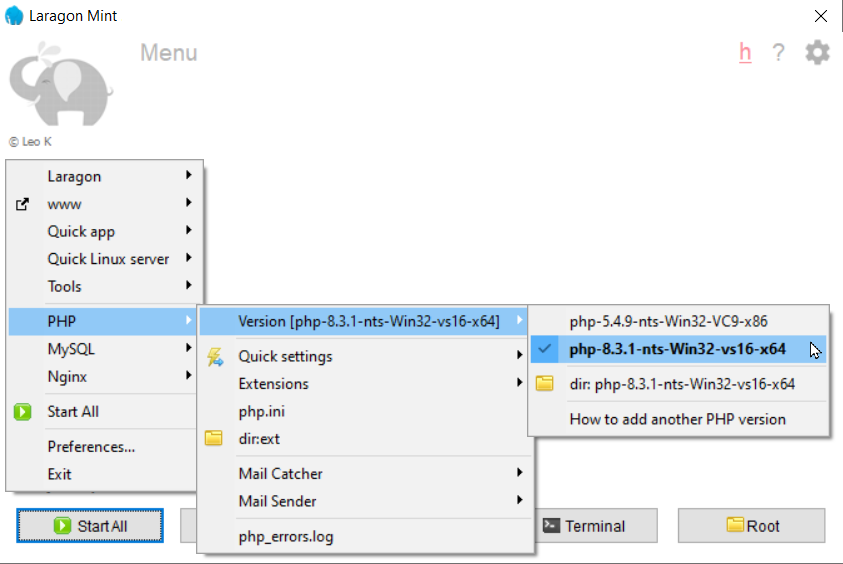 Laragon Mint
Menu
h ?
© Leo K
Laragon
www
Quick app
Quick Linux server
Tools
PHP
MySQL
Nginx
Start All
Preferences...
Exit
Version [php-8.3.1-nts-Win32-vs16-x64]
Quick settings
Extensions
php.ini
dir:ext
Mail Catcher
Mail Sender
php_errors.log
php-5.4.9-nts-Win32-VC9-x86
php-8.3.1-nts-Win32-vs16-x64
dir: php-8.3.1-nts-Win32-vs16-x64
How to add another PHP version
Start All
Terminal
Root